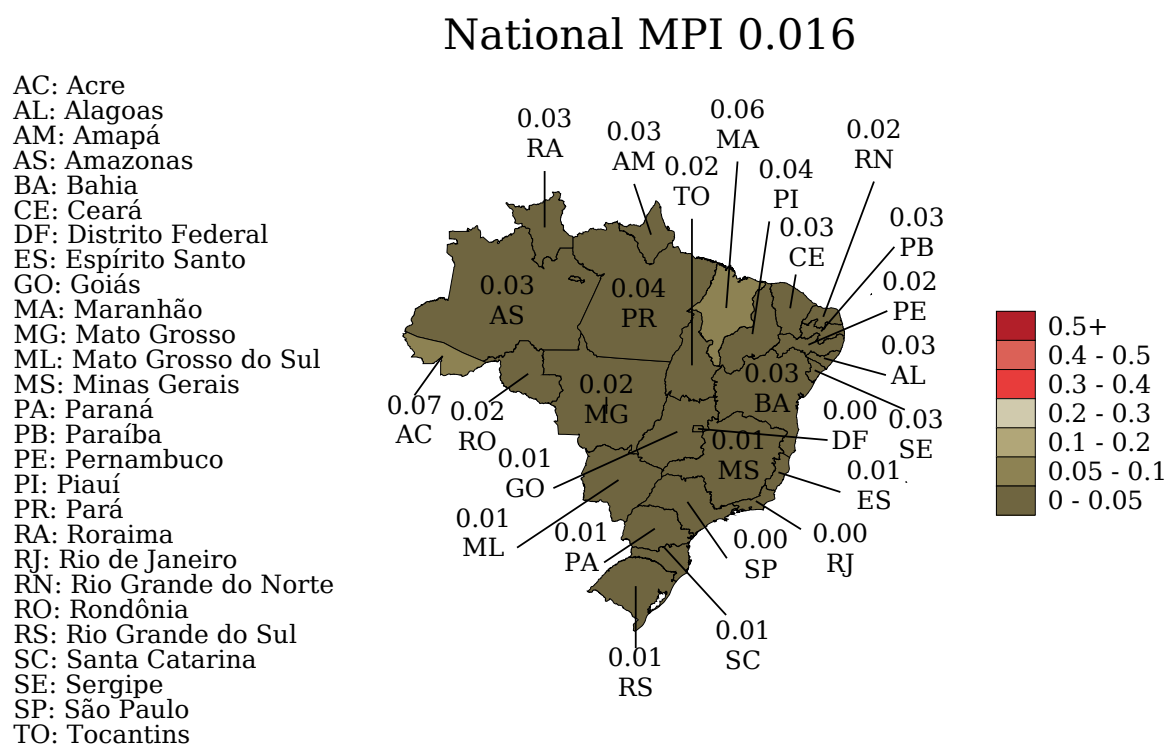 National MPI 0.016
AC: Acre
AL: Alagoas
AM: Amapá
AS: Amazonas
BA: Bahia
CE: Ceará
DF: Distrito Federal
ES: Espírito Santo
GO: Goiás
MA: Maranhão
MG: Mato Grosso
ML: Mato Grosso do Sul
MS: Minas Gerais
PA: Paraná
PB: Paraíba
PE: Pernambuco
PI: Piauí
PR: Pará
RA: Roraima
RJ: Rio de Janeiro
RN: Rio Grande do Norte
RO: Rondônia
RS: Rio Grande do Sul
SC: Santa Catarina
SE: Sergipe
SP: São Paulo
TO: Tocantins
0.03
RA
0.03
AM
0.02
TO
0.06
MA
0.04
PI
0.03
CE
0.02
RN
0.03
PB
0.02
PE
0.03
AL
0.03
SE
0.03
AS
0.04
PR
0.07
AC
0.02
RO
0.02
MG
0.03
BA
0.00
DF
0.01
MS
0.01
ES
0.01
GO
0.01
ML
0.01
PA
0.00
SP
0.00
RJ
0.01
SC
0.01
RS
0.5+
0.4 - 0.5
0.3 - 0.4
0.2 - 0.3
0.1 - 0.2
0.05 - 0.1
0 - 0.05